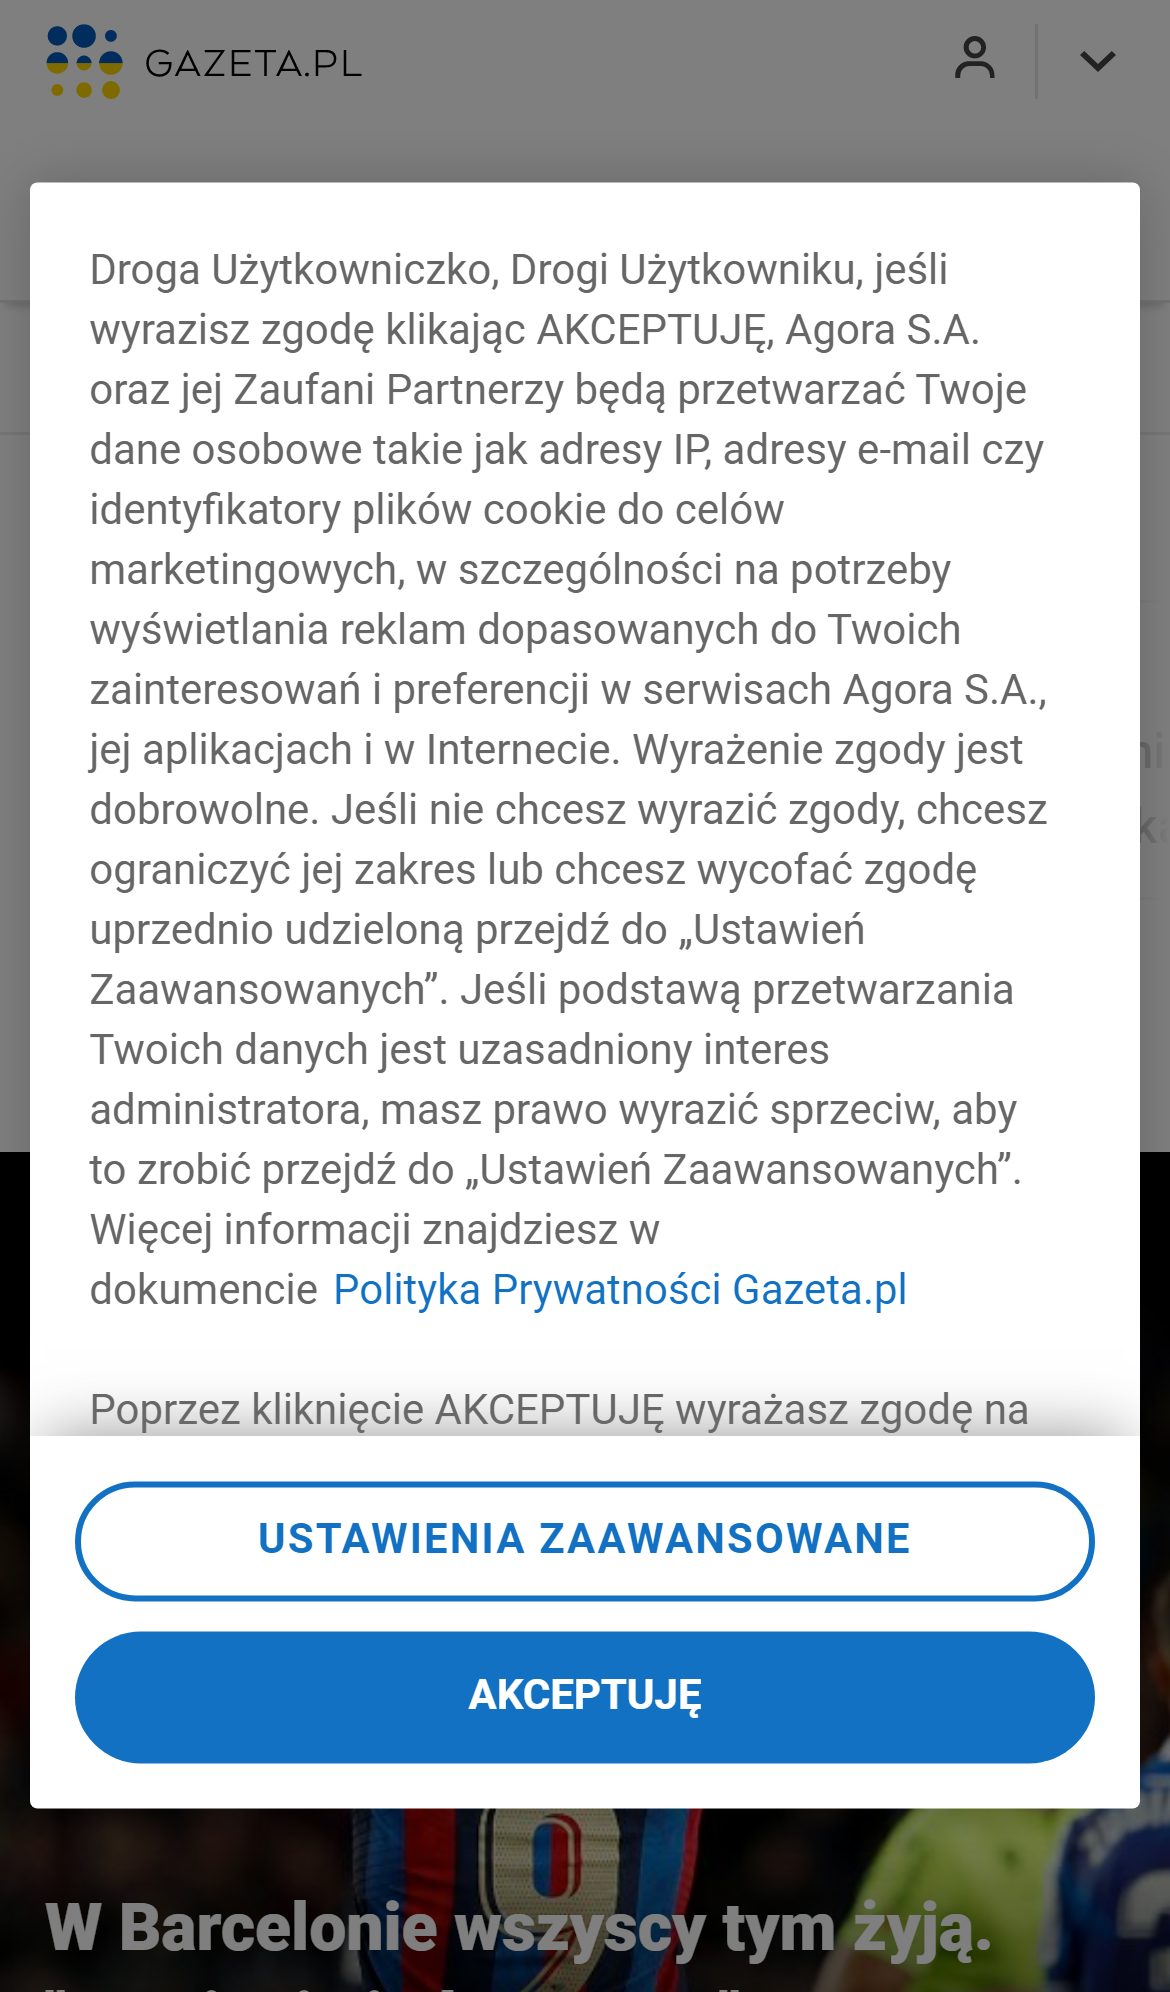 GAZETA.PL
Droga Użytkowniczko, Drogi Użytkowniku, jeśli
wyrazisz zgodę klikając AKCEPTUJĘ, Agora S.A.
oraz jej Zaufani Partnerzy będą przetwarzać Twoje
dane osobowe takie jak adresy IP, adresy e-mail czy
identyfikatory plików cookie do celów
marketingowych, w szczególności na potrzeby
wyświetlania reklam dopasowanych do Twoich
zainteresowań i preferencji w serwisach Agora S.A.,
jej aplikacjach i w Internecie. Wyrażenie zgody jest
dobrowolne. Jeśli nie chcesz wyrazić zgody, chcesz
ograniczyć jej zakres lub chcesz wycofać zgodę
uprzednio udzieloną przejdź do „Ustawień
Zaawansowanych”. Jeśli podstawą przetwarzania
Twoich danych jest uzasadniony interes
administratora, masz prawo wyrazić sprzeciw, aby
to zrobić przejdź do „Ustawień Zaawansowanych”.
Więcej informacji znajdziesz w
dokumencie Polityka Prywatności Gazeta.pl
Poprzez kliknięcie AKCEPTUJĘ wyrażasz zgodę na
USTAWIENIA ZAAWANSOWANE
AKCEPTUJĘ
9
W Barcelonie wszyscy tym żyją.